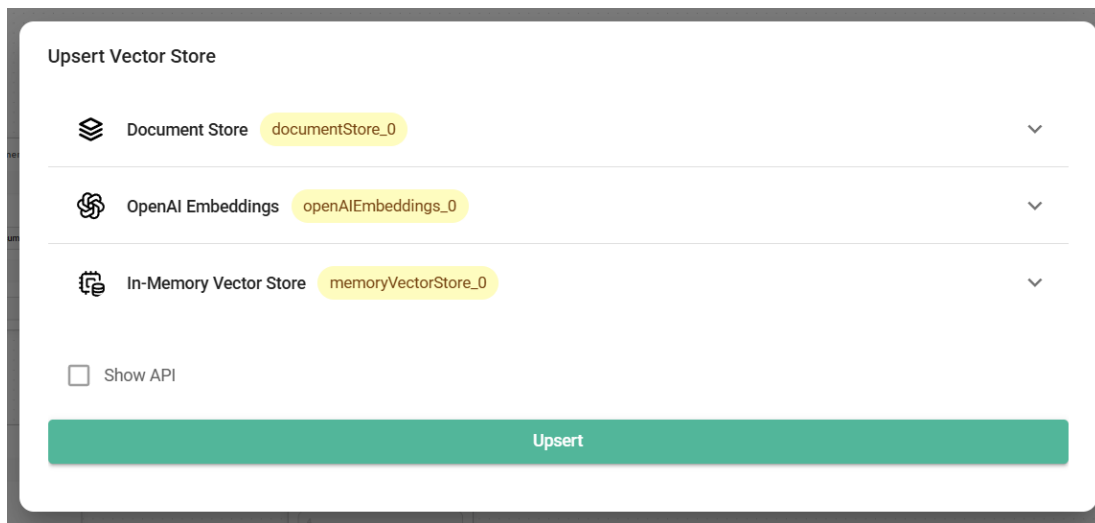 Upsert Vector Store
Document Store documentStore_0
OpenAI Embeddings openAIEmbeddings_0
In-Memory Vector Store memoryVectorStore_0
Show API
Upsert